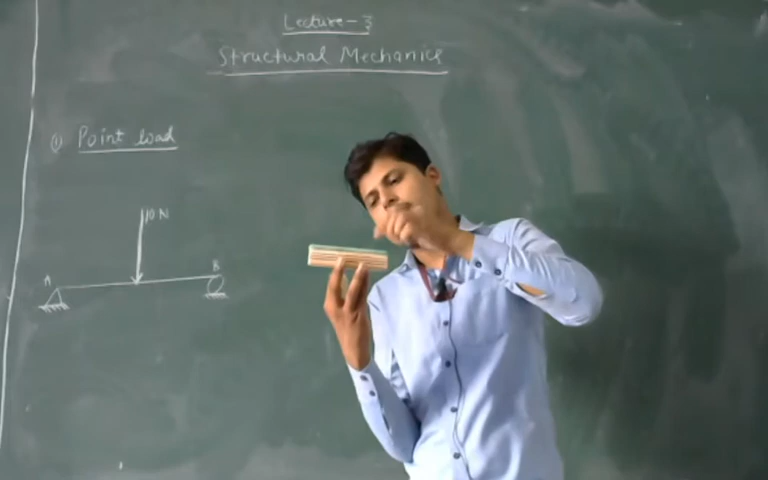 Lecture-3
Structural Mechanics
① Point load
10 N
A
B